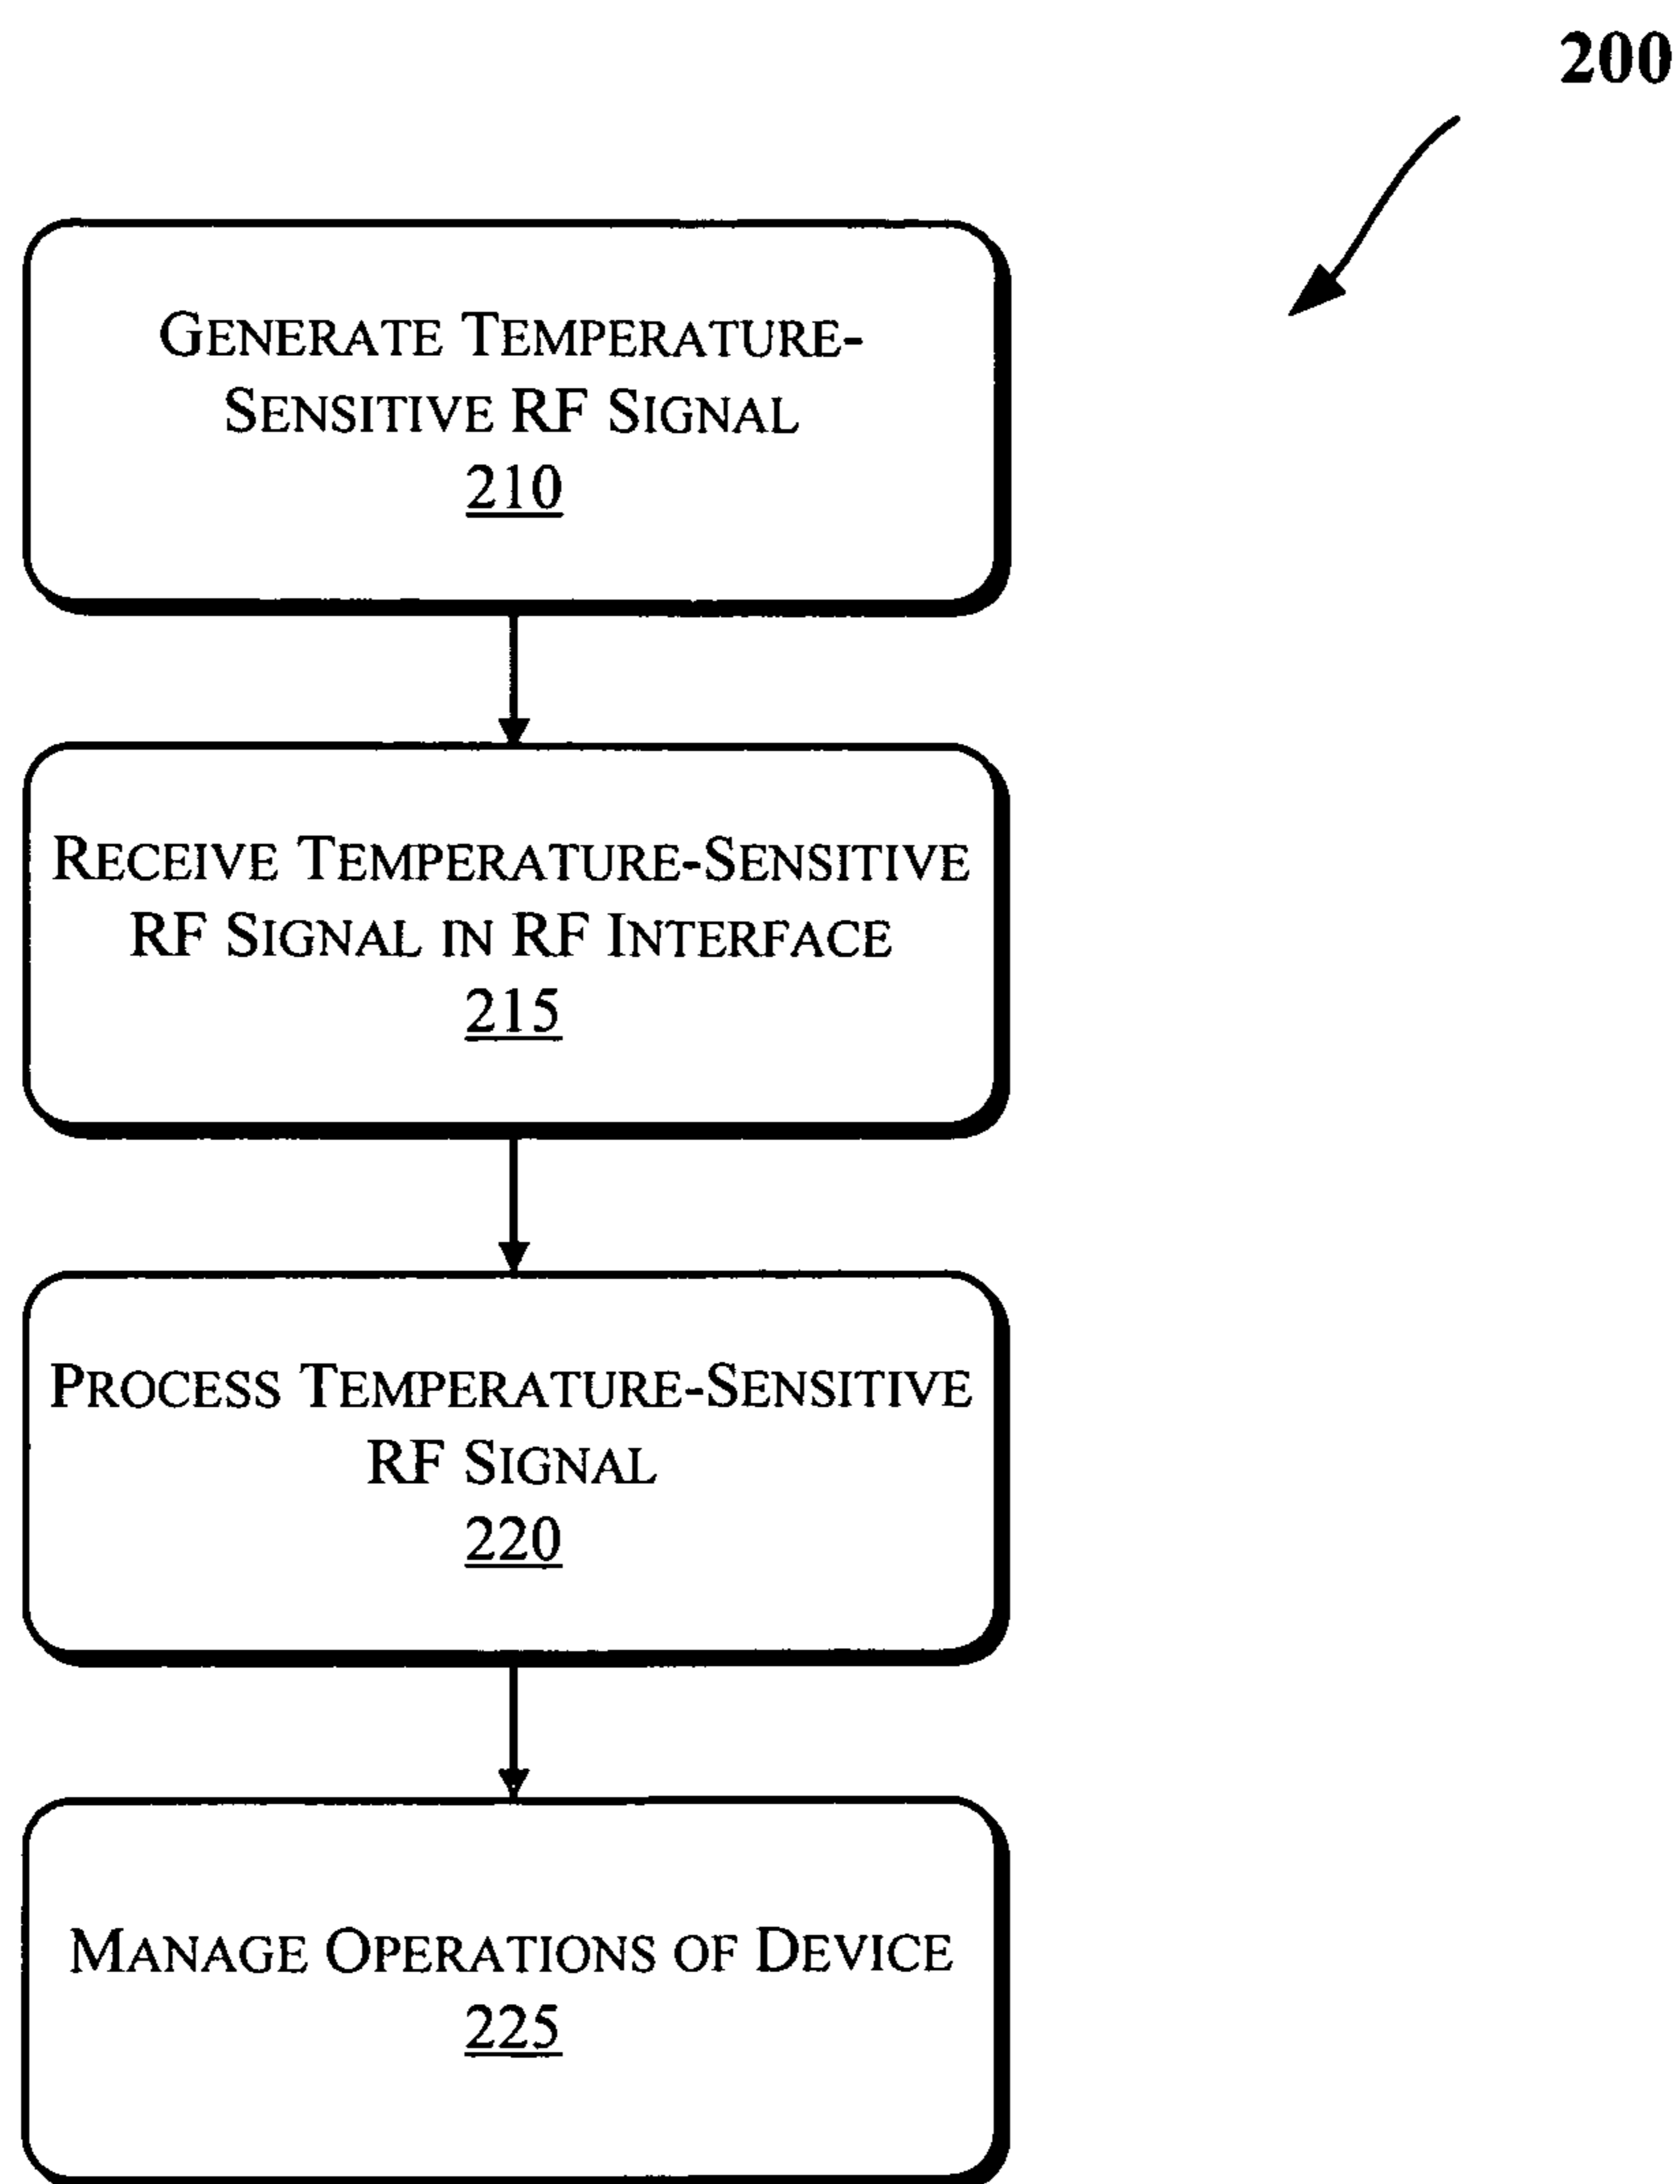 200
GENERATE TEMPERATURE-
SENSITIVE RF SIGNAL
210
RECEIVE TEMPERATURE-SENSITIVE
RF SIGNAL IN RF INTERFACE
215
PROCESS TEMPERATURE-SENSITIVE
RF SIGNAL
220
MANAGE OPERATIONS OF DEVICE
225